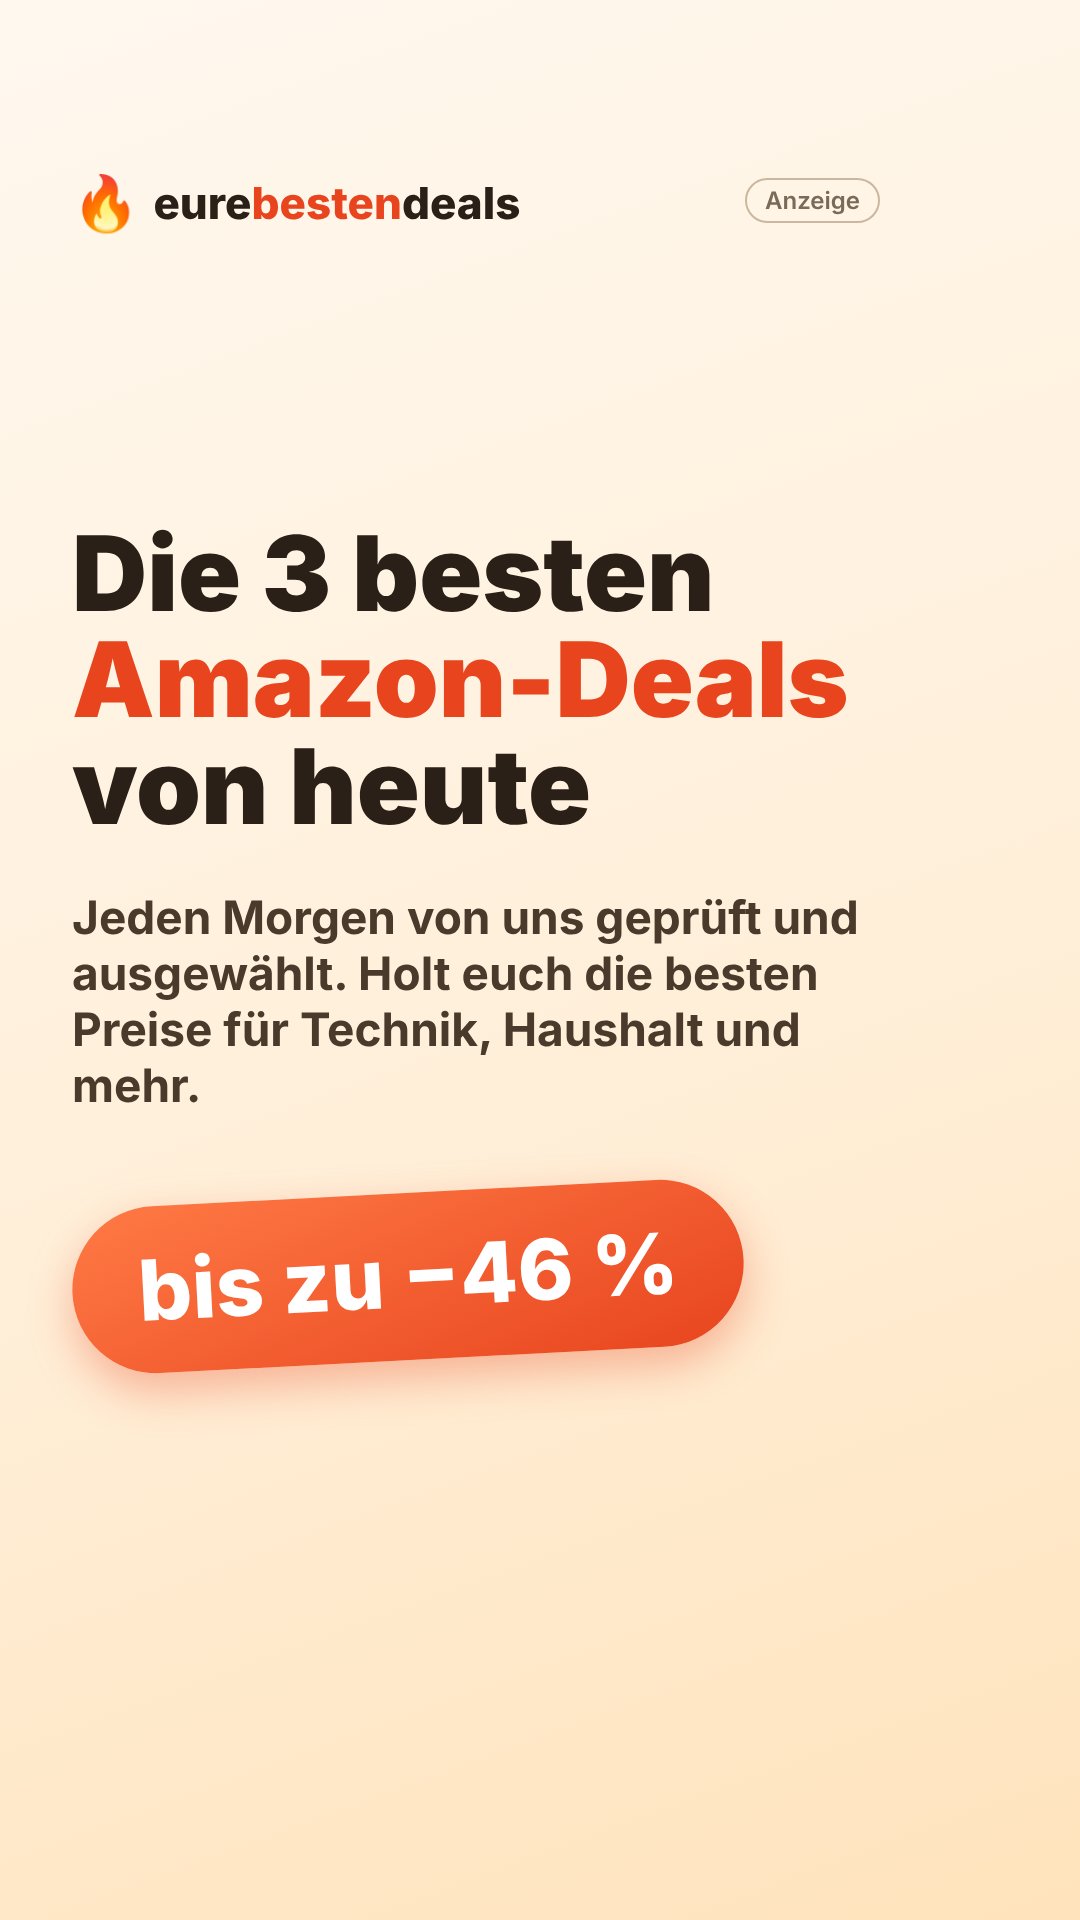 eurebestendeals
Anzeige
Die 3 besten
Amazon-Deals
von heute
Jeden Morgen von uns geprüft und
ausgewählt. Holt euch die besten
Preise für Technik, Haushalt und
mehr.
bis zu −46 %